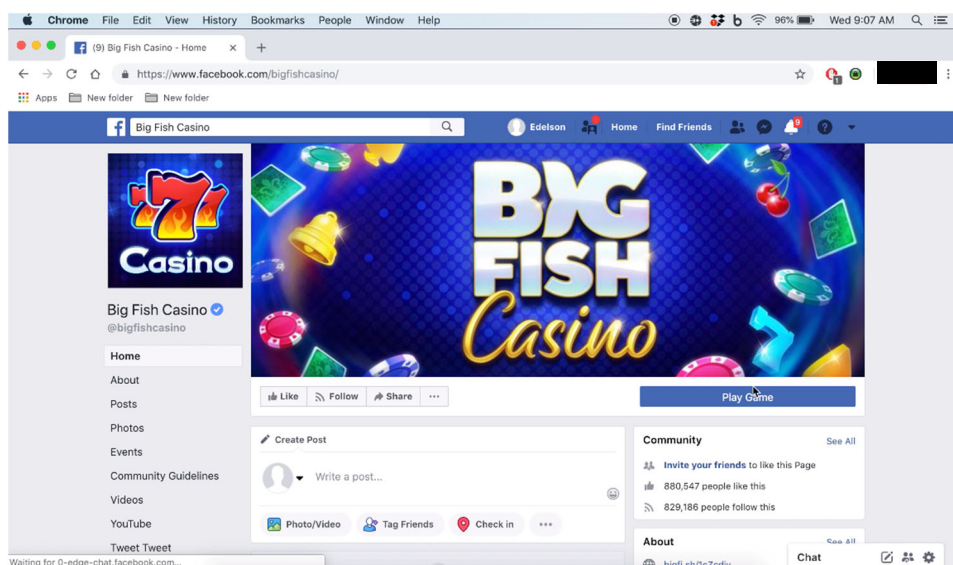 Chrome File Edit View History Bookmarks People Window Help 96% Wed 9:07 AM
(9) Big Fish Casino - Home × +
https://www.facebook.com/bigfishcasino/
Apps New folder New folder
Big Fish Casino Edelson Home Find Friends 9
777
Casino
BIG
FISH
Casino
Big Fish Casino
@bigfishcasino
Home
About
Posts
Photos
Events
Community Guidelines
Videos
YouTube
Tweet Tweet
Like Follow Share ...
Play Game
Create Post
Write a post...
Photo/Video Tag Friends Check in ...
Community See All
Invite your friends to like this Page
880,547 people like this
829,186 people follow this
About See All
Chat
Waiting for 0-edge-chat.facebook.com...